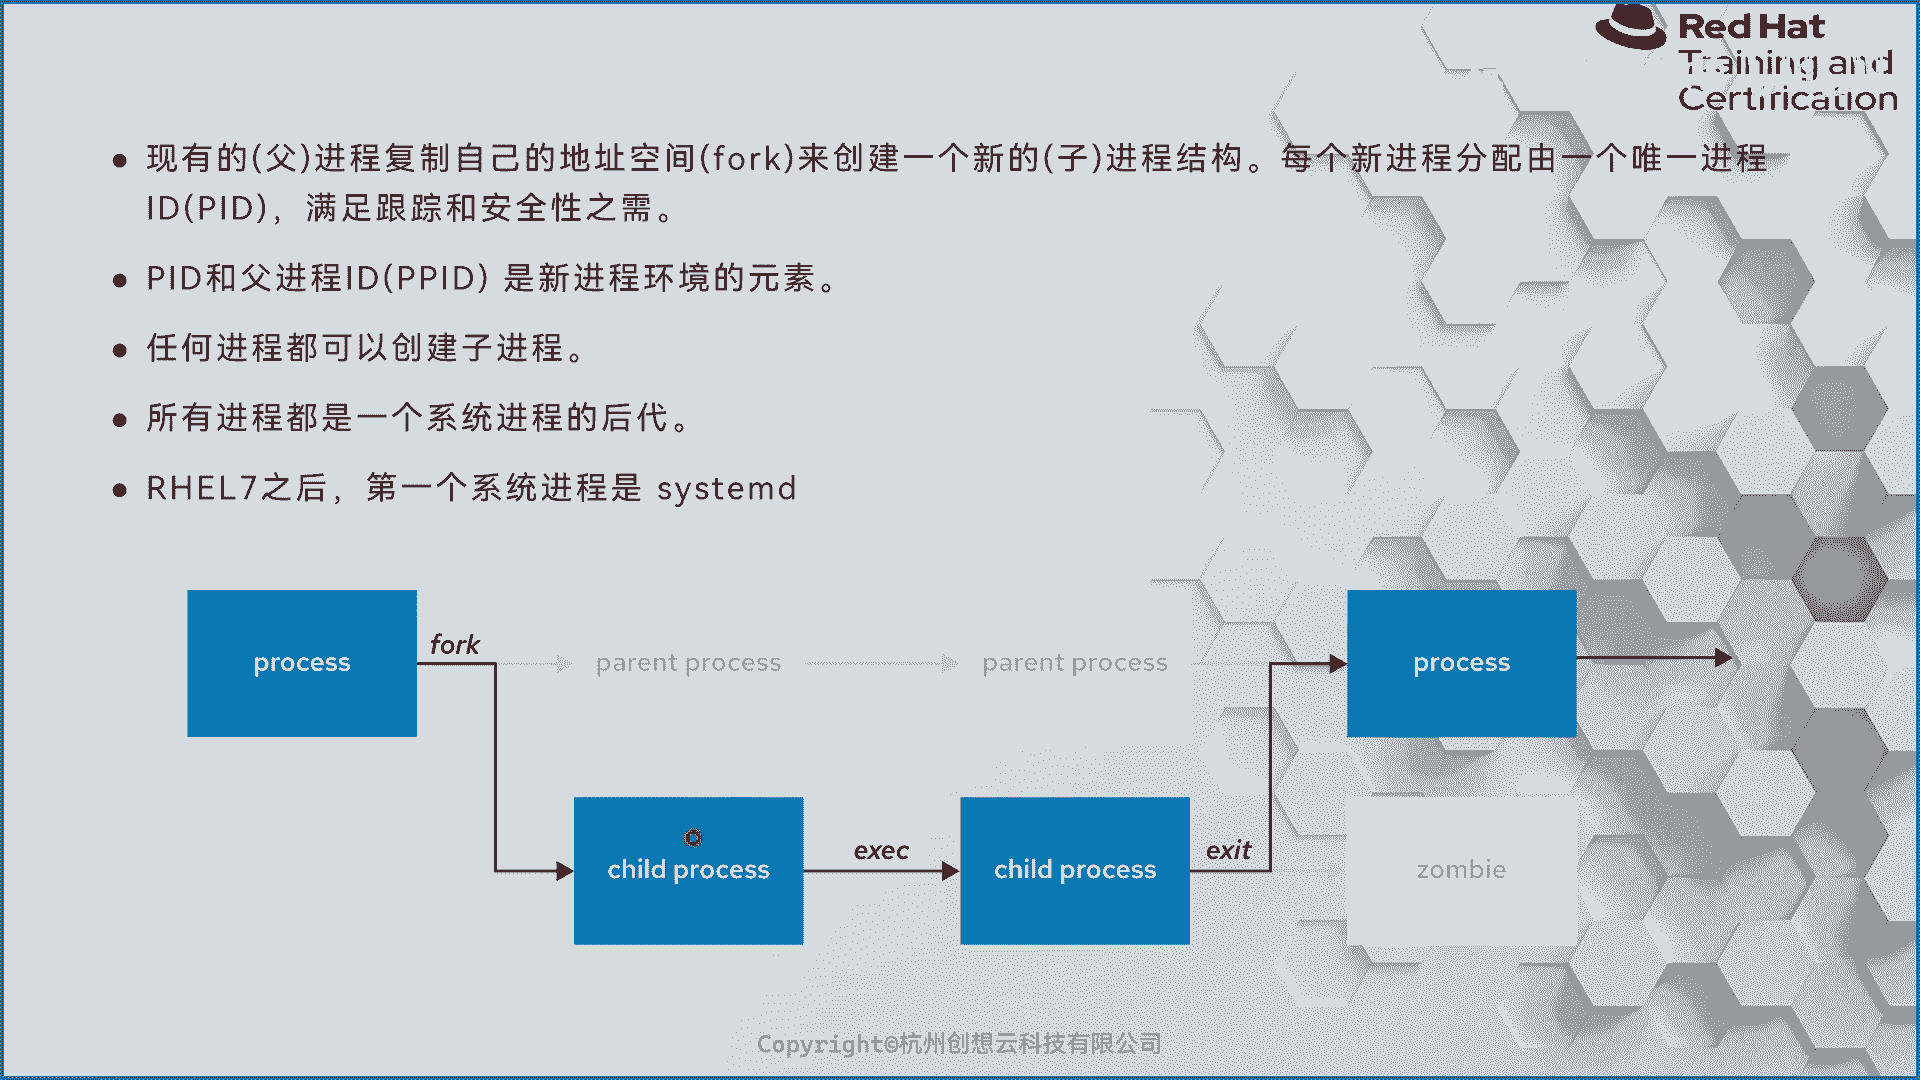 Red Hat
Training and
Certification
现有的(父)进程复制自己的地址空间(fork)来创建一个新的(子)进程结构。每个新进程分配由一个唯一进程
ID(PID)，满足跟踪和安全性之需。
PID和父进程ID(PPID) 是新进程环境的元素。
任何进程都可以创建子进程。
所有进程都是一个系统进程的后代。
RHEL7之后，第一个系统进程是 systemd
process
fork
parent process
parent process
process
child process
exec
child process
exit
zombie
Copyright©杭州创想云科技有限公司